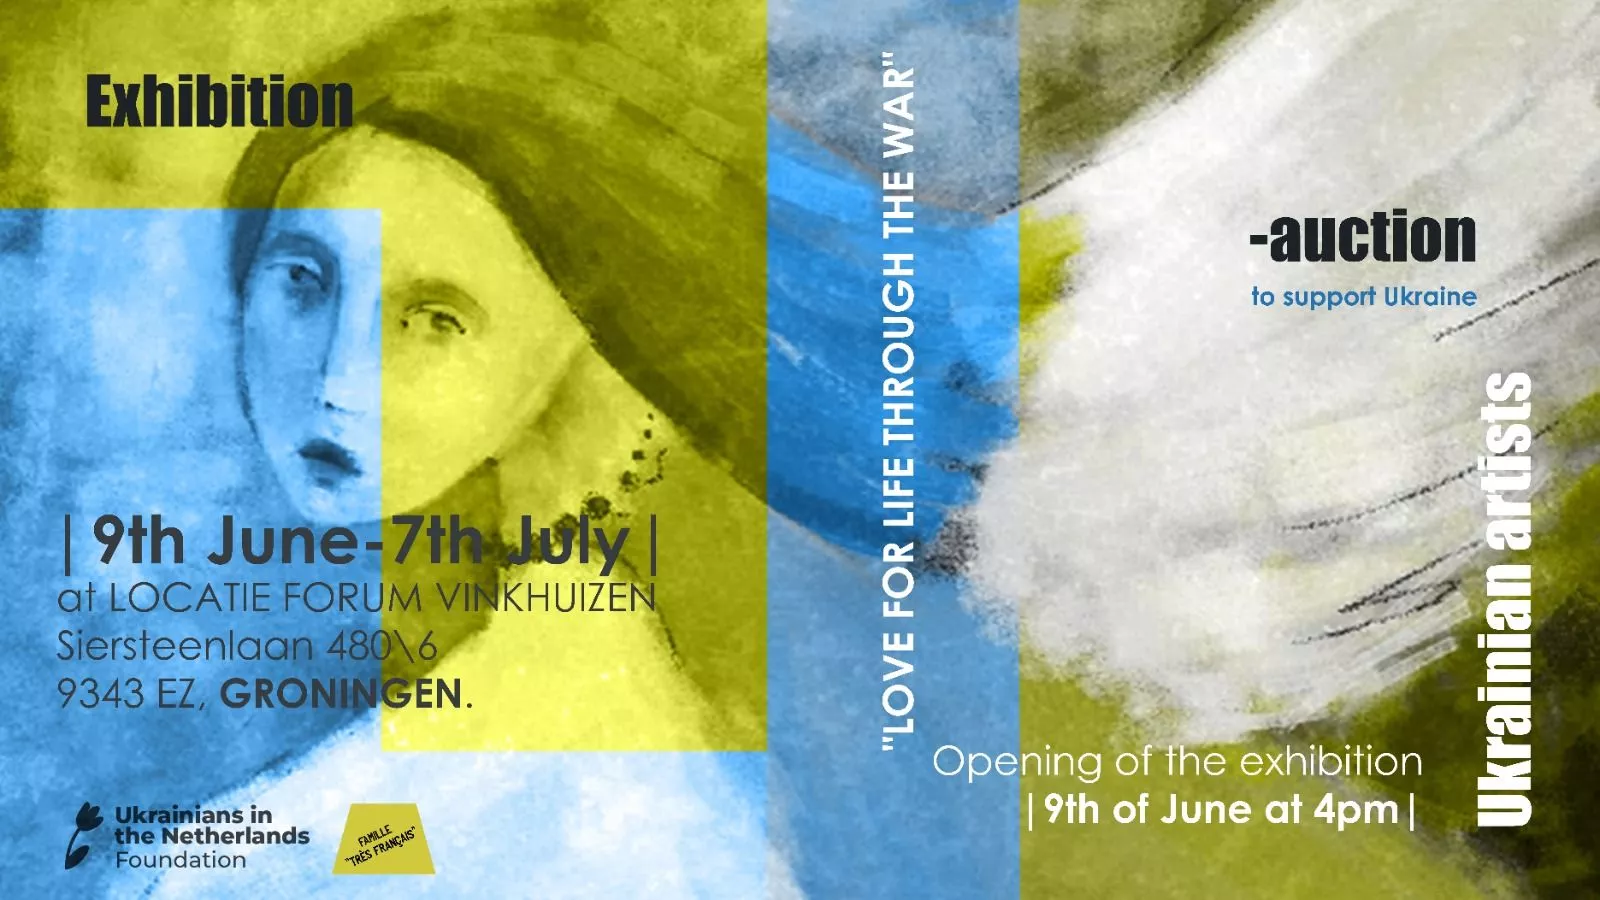 Exhibition
-auction
to support Ukraine
"LOVE FOR LIFE THROUGH THE WAR"
Ukrainian artists
| 9th June-7th July |
at LOCATIE FORUM VINKHUIZEN
Siersteenlaan 480\6
9343 EZ, GRONINGEN.
Opening of the exhibition
|9th of June at 4pm|
Ukrainians in
the Netherlands
Foundation
FAMILLE
"TRÈS FRANÇAIS"